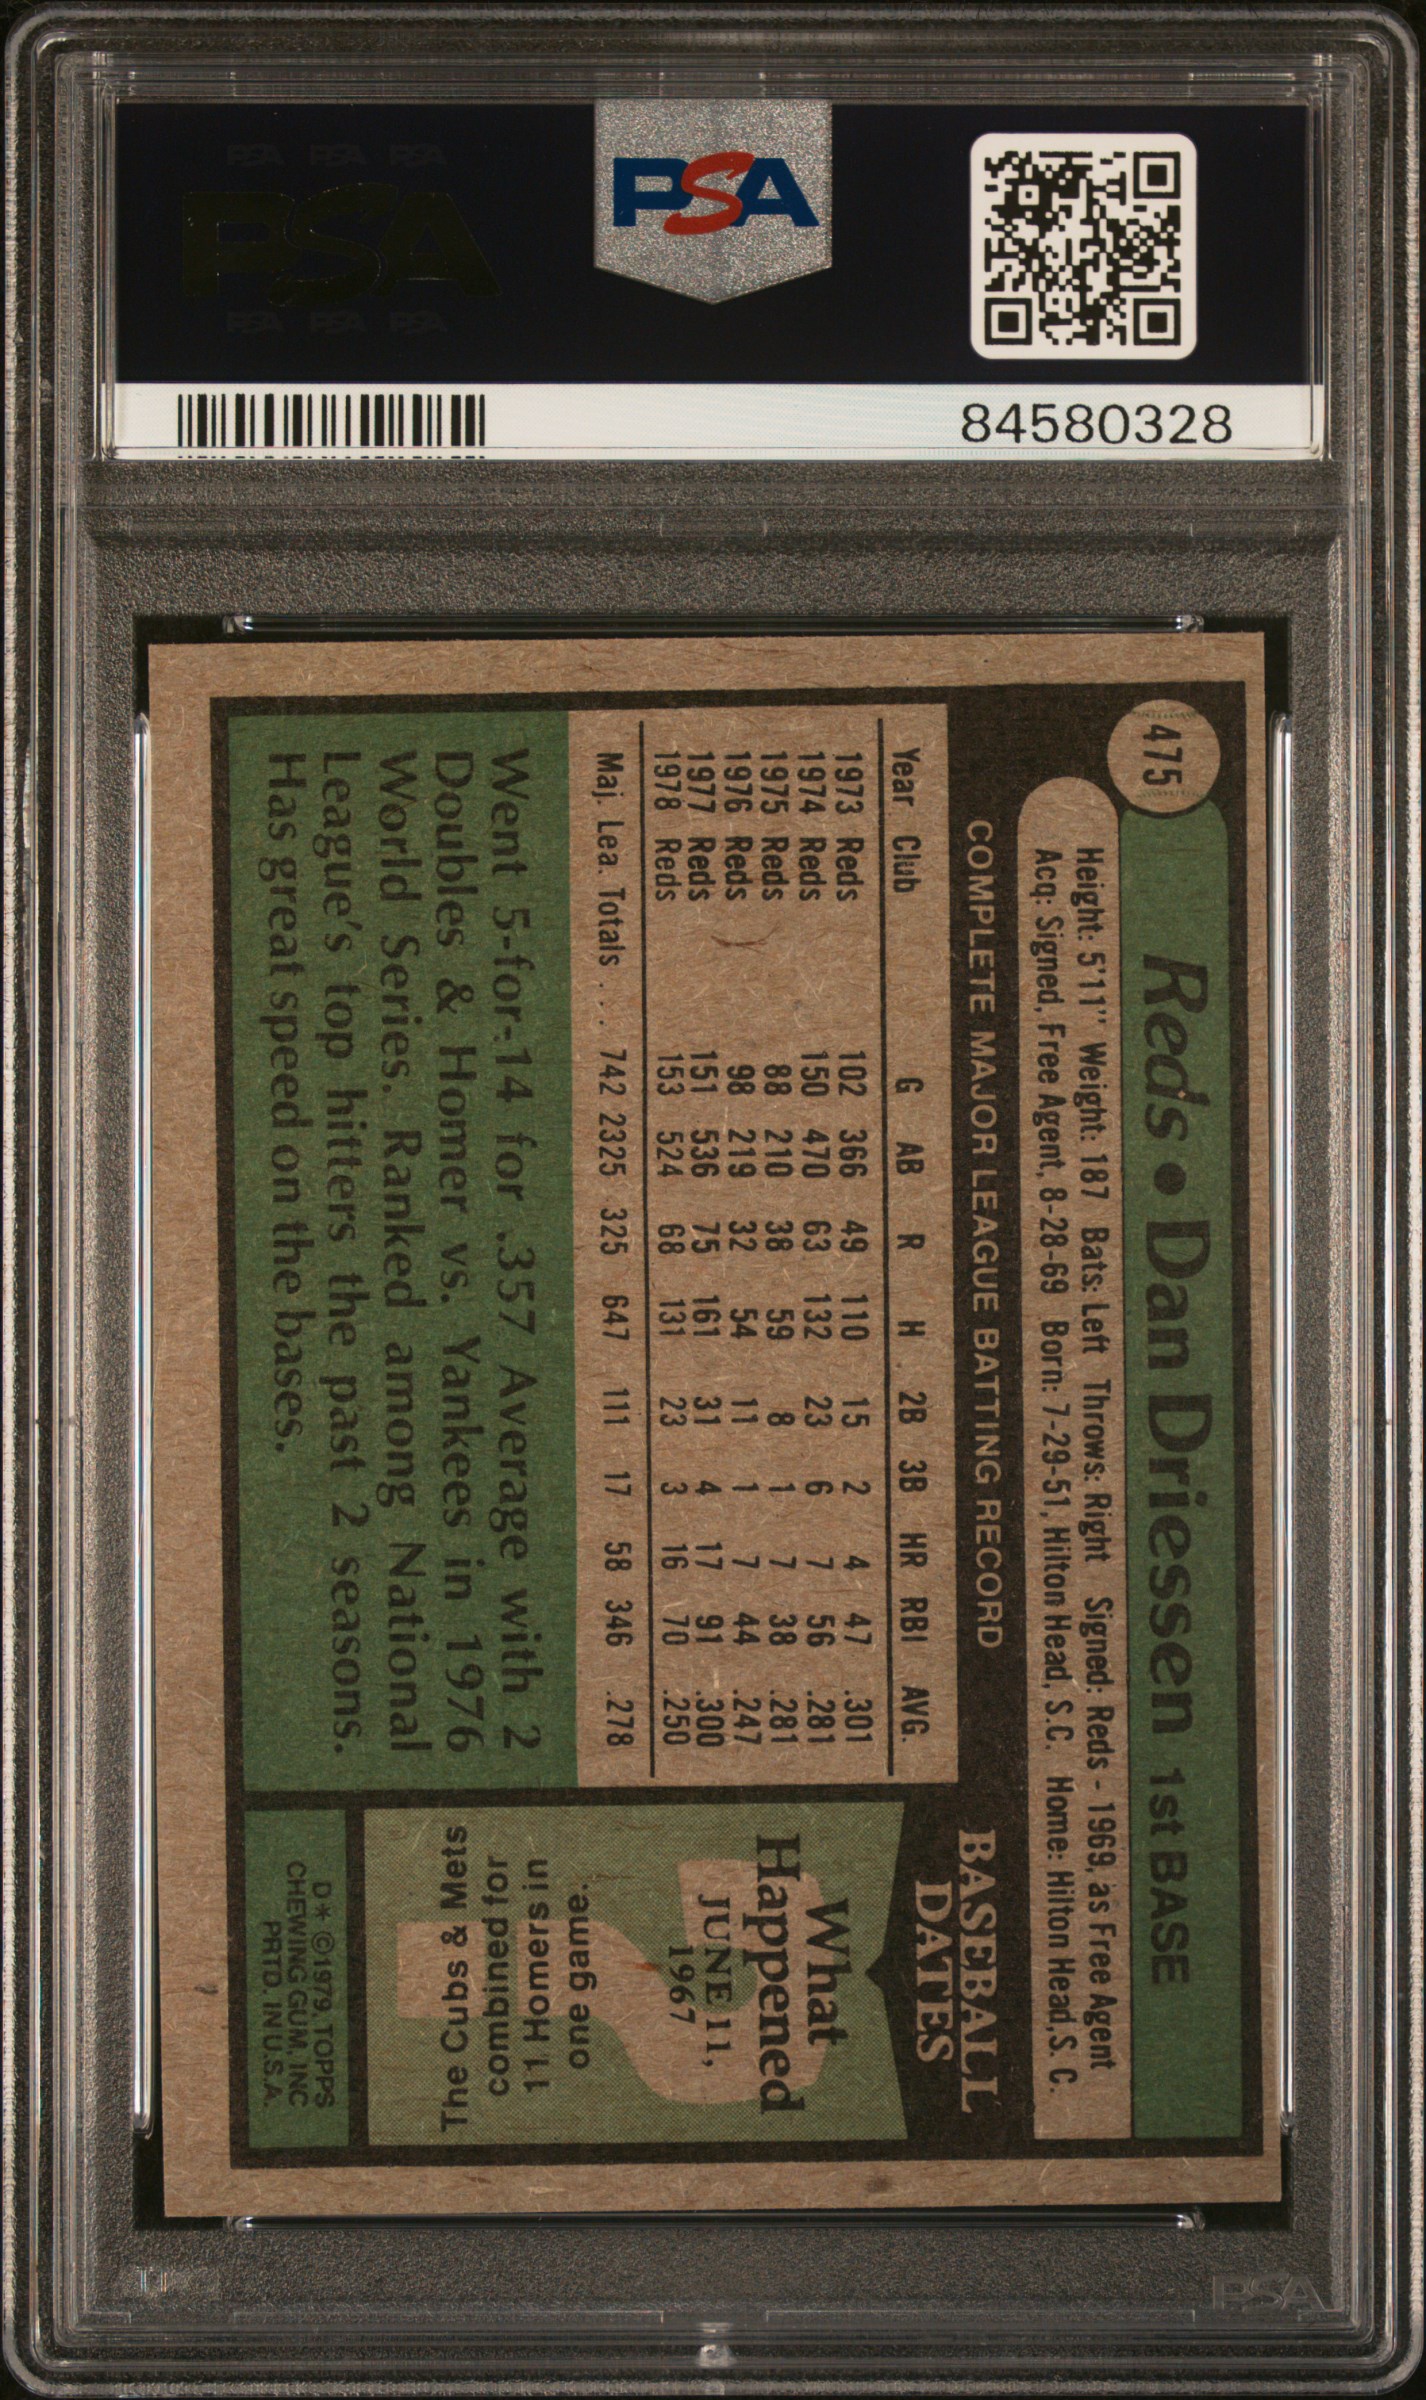 PSA PSA PSA
PSA
PSA PSA PSA
PSA
84580328
475
Reds • Dan Driessen 1st BASE
Height: 5'11" Weight: 187 Bats: Left Throws: Right Signed: Reds - 1969, as Free Agent
Acq: Signed, Free Agent, 8-28-69 Born: 7-29-51, Hilton Head, S.C. Home: Hilton Head, S. C.
COMPLETE MAJOR LEAGUE BATTING RECORD
Year Club G AB R H 2B 3B HR RBI AVG.
1973 Reds 102 366 49 110 15 2 4 47 .301
1974 Reds 150 470 63 132 23 6 7 56 .281
1975 Reds 88 210 38 59 8 1 7 38 .281
1976 Reds 98 219 32 54 11 1 7 44 .247
1977 Reds 151 536 75 161 31 4 17 91 .300
1978 Reds 153 524 68 131 23 3 16 70 .250
Maj. Lea. Totals . . . 742 2325 325 647 111 17 58 346 .278
Went 5-for-14 for .357 Average with 2
Doubles & Homer vs. Yankees in 1976
World Series. Ranked among National
League's top hitters the past 2 seasons.
Has great speed on the bases.
BASEBALL
DATES
What
Happened
JUNE 11,
1967
The Cubs & Mets
combined for
11 Homers in
one game.
D* ©1979, TOPPS
CHEWING GUM, INC
PRTD. IN U.S.A.
PSA